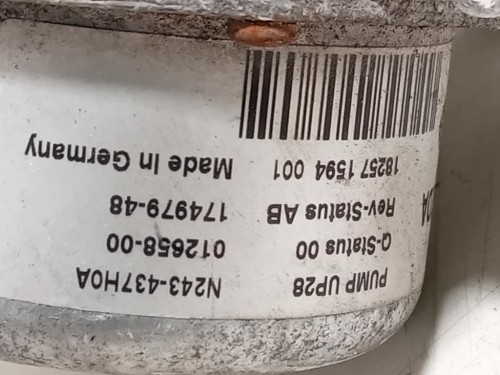 PUMP UP28 N243-437H0A
Q-Status 00 012658-00
Rev-Status AB 174979-48
18257 1594 001 Made In Germany